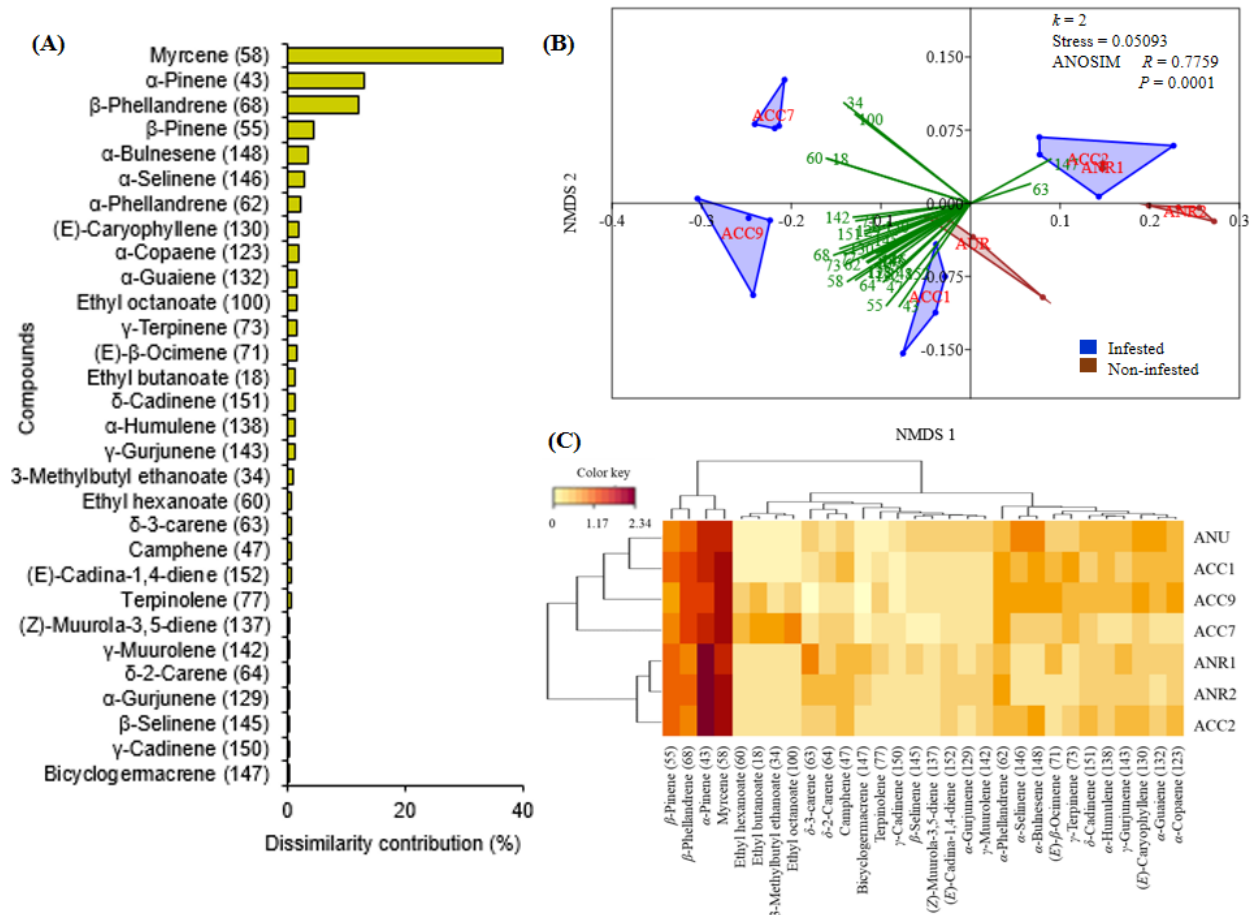 (A)
Compounds
Myrcene (58)
α-Pinene (43)
β-Phellandrene (68)
β-Pinene (55)
α-Bulnesene (148)
α-Selinene (146)
α-Phellandrene (62)
(E)-Caryophyllene (130)
α-Copaene (123)
α-Guaiene (132)
Ethyl octanoate (100)
γ-Terpinene (73)
(E)-β-Ocimene (71)
Ethyl butanoate (18)
δ-Cadinene (151)
α-Humulene (138)
γ-Gurjunene (143)
3-Methylbutyl ethanoate (34)
Ethyl hexanoate (60)
δ-3-carene (63)
Camphene (47)
(E)-Cadina-1,4-diene (152)
Terpinolene (77)
(Z)-Muurola-3,5-diene (137)
γ-Muurolene (142)
δ-2-Carene (64)
α-Gurjunene (129)
β-Selinene (145)
γ-Cadinene (150)
Bicyclogermacrene (147)
0 20 40
Dissimilarity contribution (%)
(B)
k = 2
Stress = 0.05093
ANOSIM R = 0.7759
P = 0.0001
NMDS 2
0.150
0.075
0.000
-0.075
-0.150
-0.4 -0.3 -0.2 0.1 0.2 0.3
ACC7
34
100
60 18
ACC2
ANR1
147
63
ANR2
ACC9
142
151
68
73 62
58
64
55
43
47
ACC1
Infested
Non-infested
NMDS 1
(C)
Color key
0 1.17 2.34
ANU
ACC1
ACC9
ACC7
ANR1
ANR2
ACC2
β-Pinene (55)
β-Phellandrene (68)
α-Pinene (43)
Myrcene (58)
Ethyl hexanoate (60)
Ethyl butanoate (18)
3-Methylbutyl ethanoate (34)
Ethyl octanoate (100)
δ-3-carene (63)
δ-2-Carene (64)
Camphene (47)
Bicyclogermacrene (147)
Terpinolene (77)
γ-Cadinene (150)
β-Selinene (145)
(Z)-Muurola-3,5-diene (137)
(E)-Cadina-1,4-diene (152)
α-Gurjunene (129)
γ-Muurolene (142)
α-Phellandrene (62)
α-Selinene (146)
α-Bulnesene (148)
(E)-β-Ocimene (71)
γ-Terpinene (73)
δ-Cadinene (151)
α-Humulene (138)
γ-Gurjunene (143)
(E)-Caryophyllene (130)
α-Guaiene (132)
α-Copaene (123)